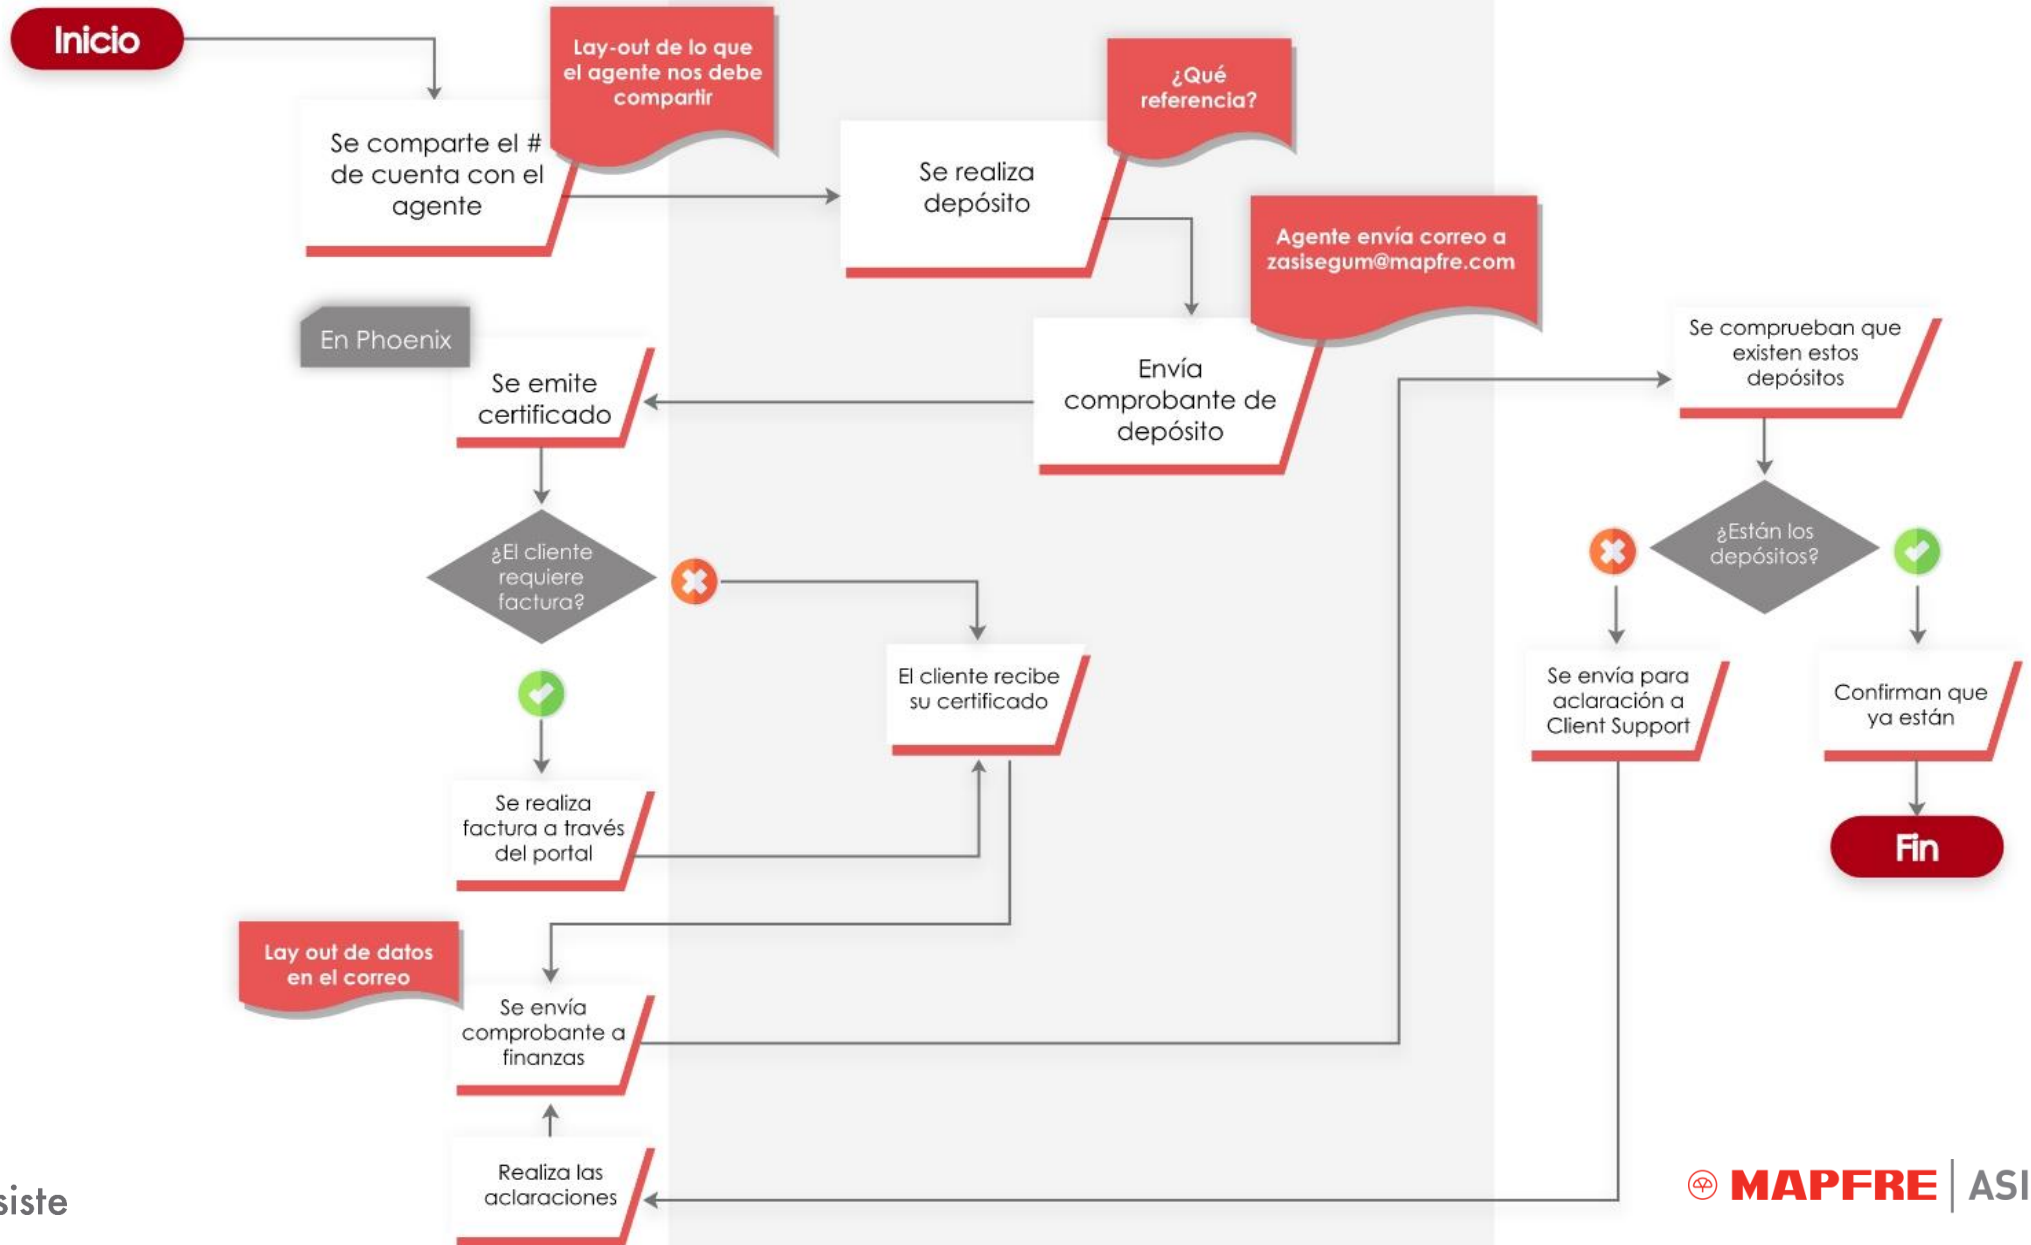 Inicio
Lay-out de lo que
el agente nos debe
compartir
Se comparte el #
de cuenta con el
agente
¿Qué
referencia?
Se realiza
depósito
Agente envía correo a
zasisegum@mapfre.com
Envía
comprobante de
depósito
En Phoenix
Se emite
certificado
¿El cliente
requiere
factura?
El cliente recibe
su certificado
Se realiza
factura a través
del portal
Lay out de datos
en el correo
Se envía
comprobante a
finanzas
Realiza las
aclaraciones
Se comprueban que
existen estos
depósitos
¿Están los
depósitos?
Se envía para
aclaración a
Client Support
Confirman que
ya están
Fin
siste
MAPFRE | ASI